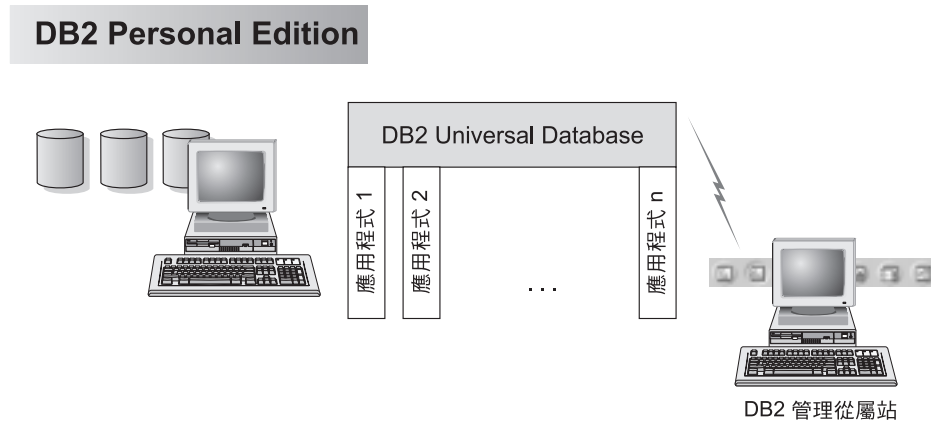 DB2 Personal Edition
DB2 Universal Database
應用程式 1
應用程式 2
...
應用程式 n
DB2 管理從屬站